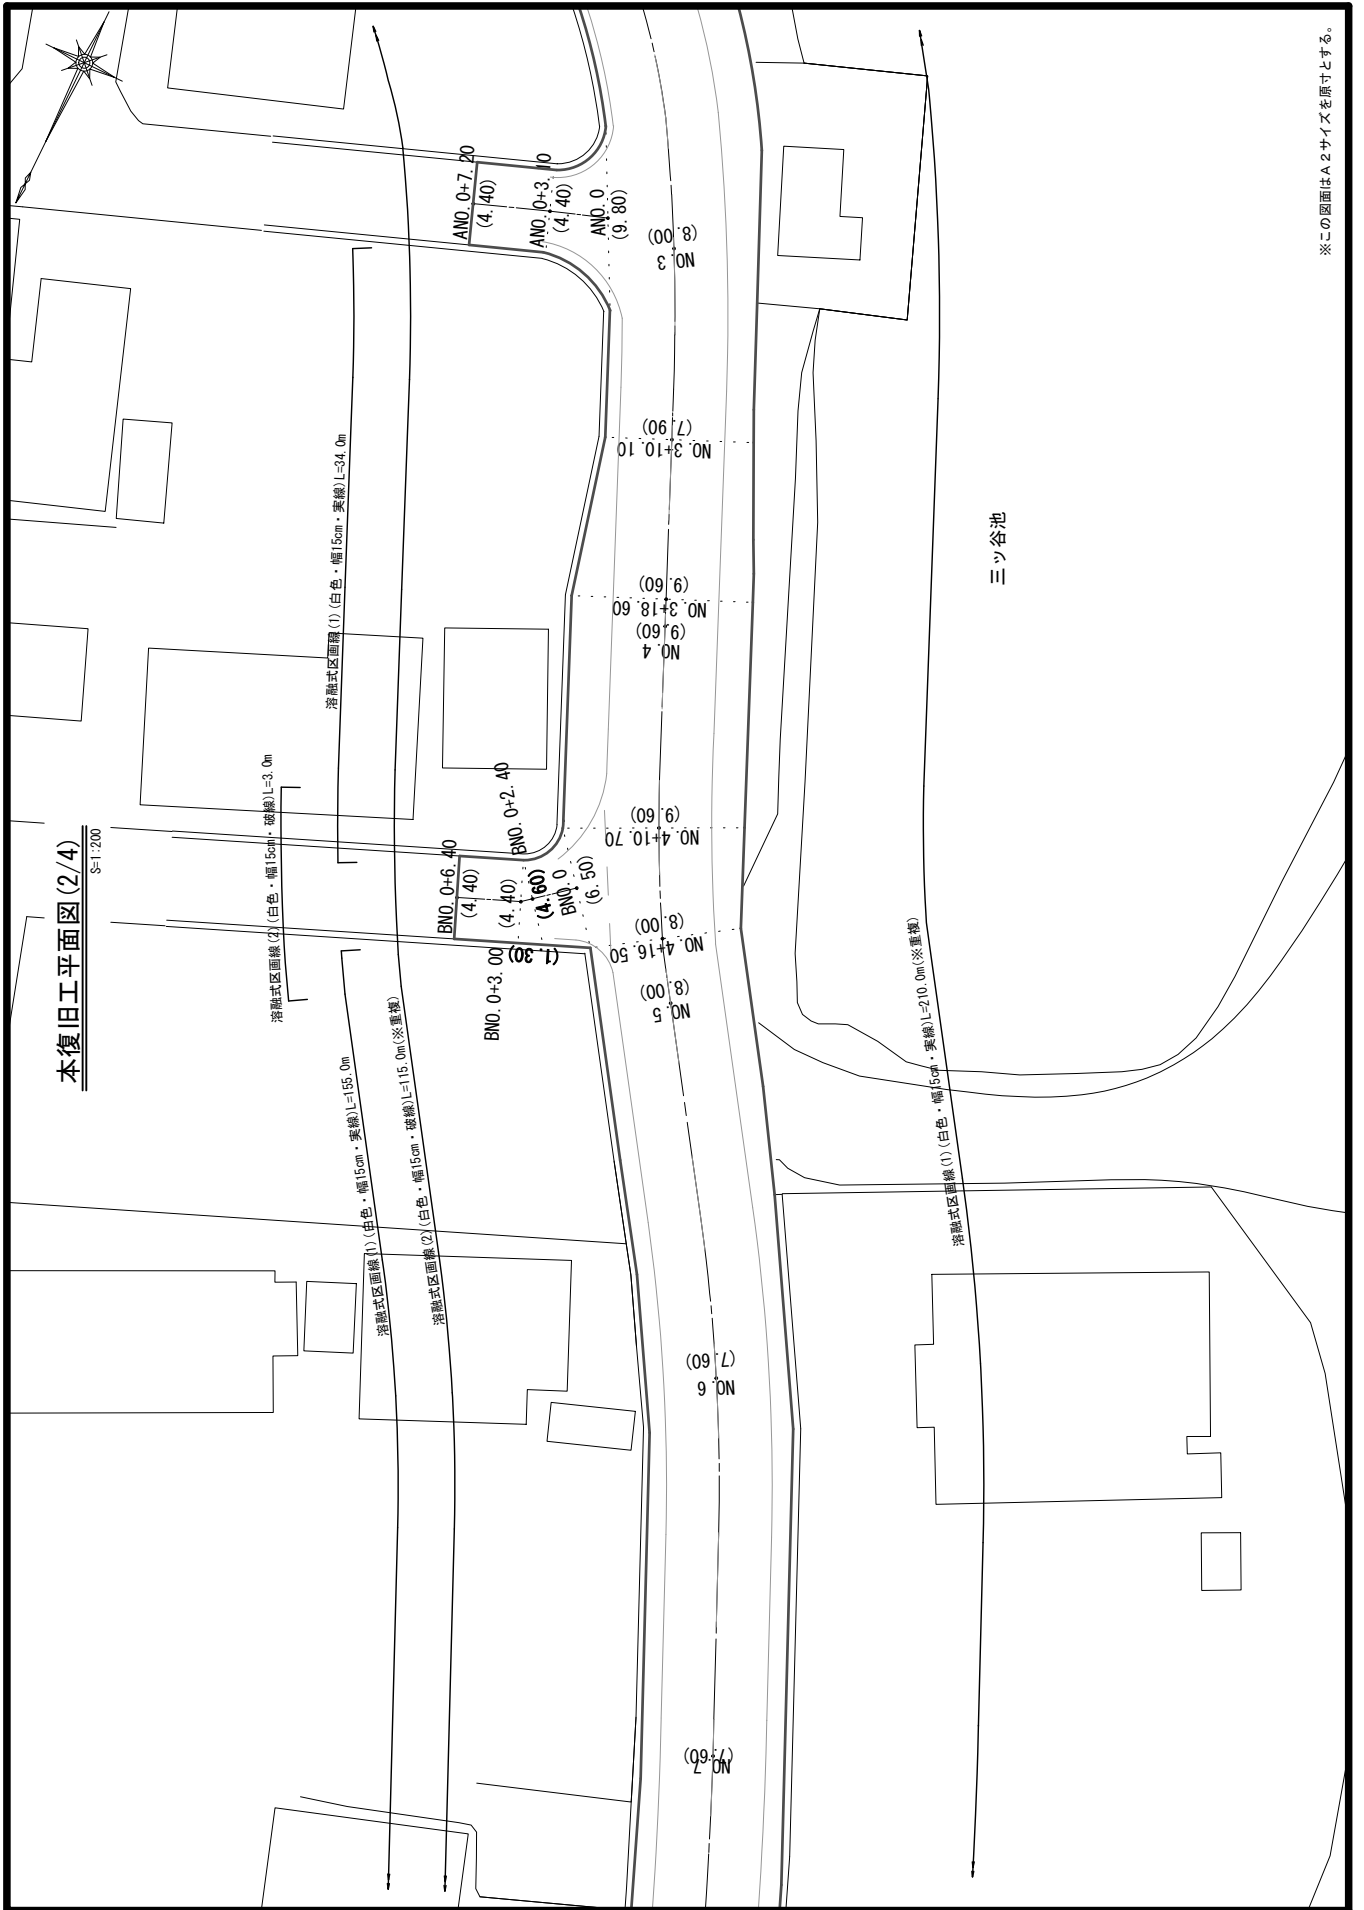 本復旧工平面図(2/4)
S=1:200
※この図面はA2サイズを原寸とする。
溶融式区画線(1)(白色・幅15cm・実線)L=34.0m
溶融式区画線(2)(白色・幅15cm・破線)L=3.0m
溶融式区画線(1)(白色・幅15cm・実線)L=155.0m
溶融式区画線(2)(白色・幅15cm・破線)L=115.0m(※重複)
溶融式区画線(1)(白色・幅15cm・実線)L=210.0m(※重複)
三ッ谷池
ANO.0+7.20
(4.40)
ANO.0+3.10
(4.40)
ANO.0
(9.80)
NO.3
(8.00)
NO.3+10.10
(7.90)
NO.3+18.60
(9.60)
NO.4
(9.60)
NO.4+10.70
(9.60)
NO.4+16.50
(8.00)
NO.5
(8.00)
NO.6
(7.60)
NO.7
(7.60)
BNO.0+6.40
(4.40)
BNO.0+2.40
(4.40)
BNO.0+3.00
(4.60)
(1.30)
BNO.0
(6.50)